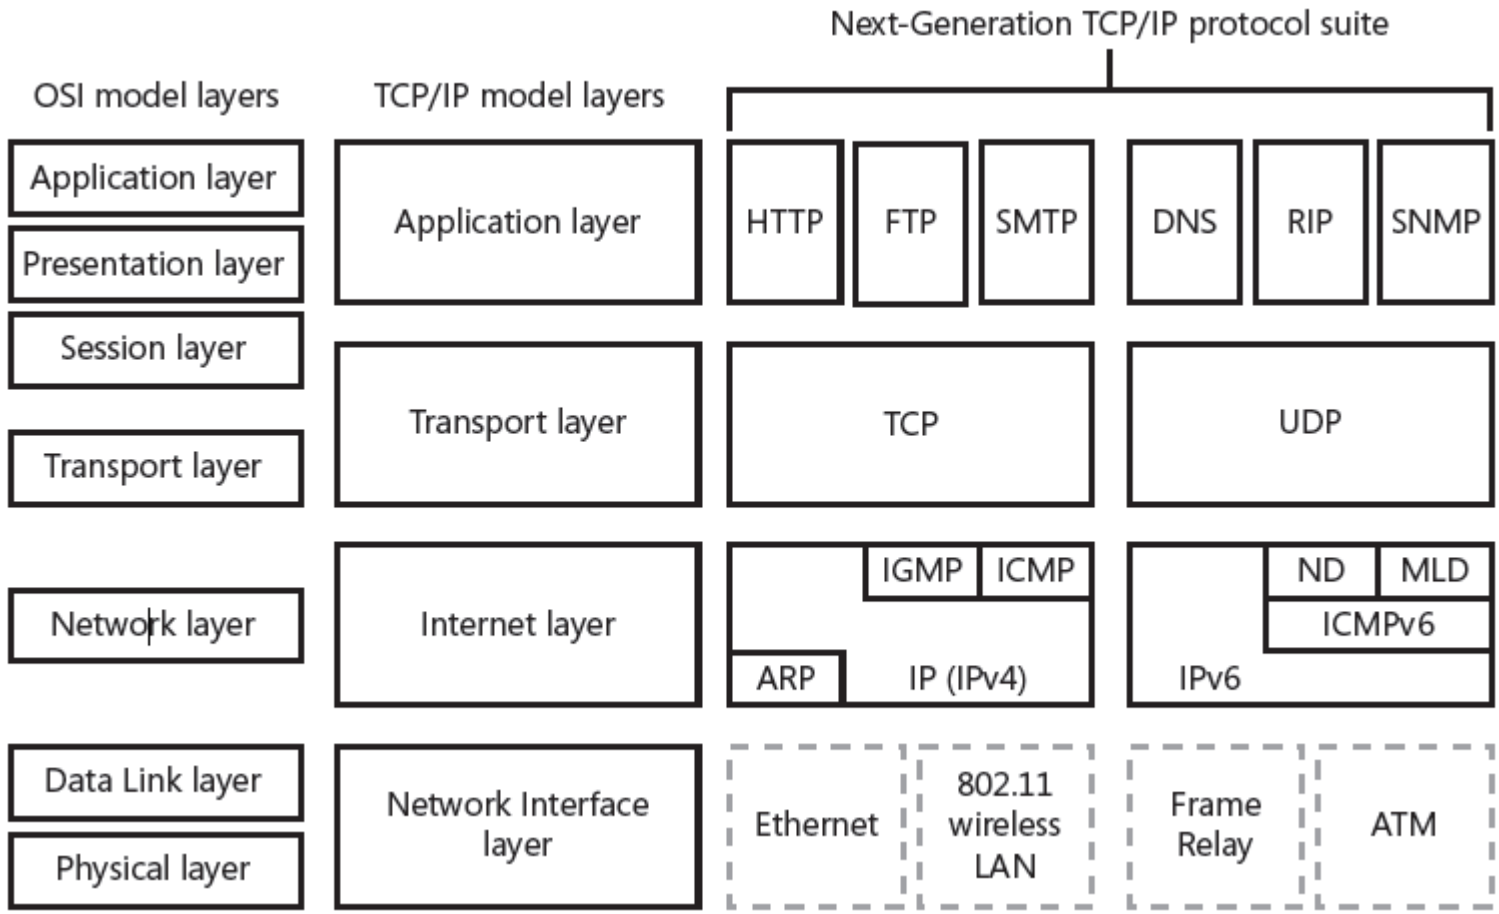 Next-Generation TCP/IP protocol suite
OSI model layers
TCP/IP model layers
Application layer
Presentation layer
Session layer
Transport layer
Network layer
Data Link layer
Physical layer
Application layer
Transport layer
Internet layer
Network Interface
layer
HTTP
FTP
SMTP
DNS
RIP
SNMP
TCP
UDP
IGMP
ICMP
ARP
IP (IPv4)
ND
MLD
ICMPv6
IPv6
Ethernet
802.11
wireless
LAN
Frame
Relay
ATM